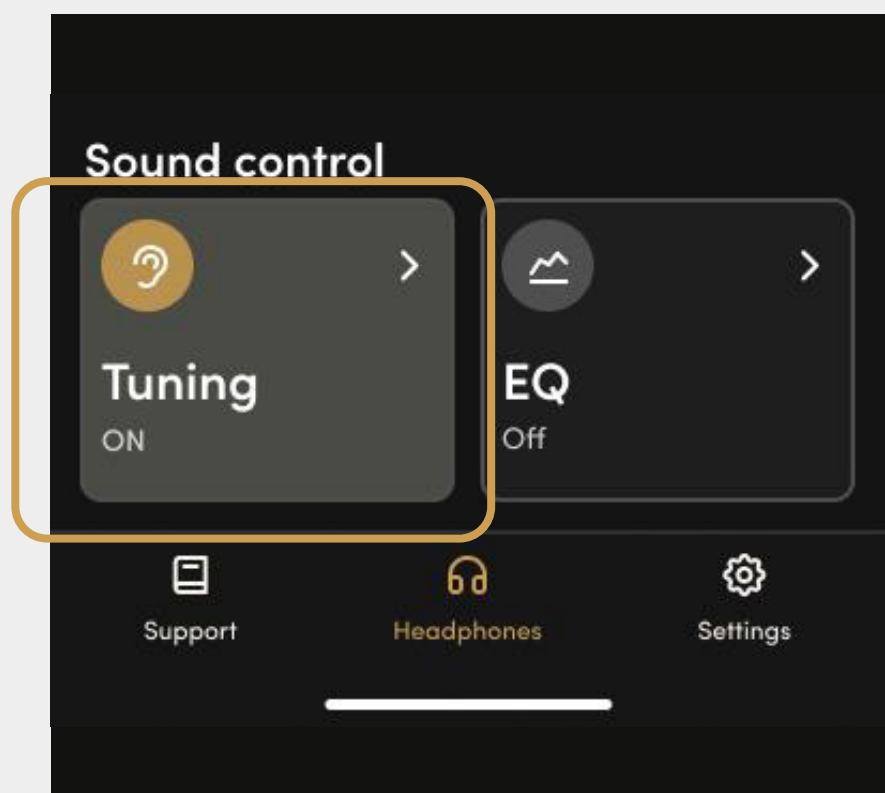 Sound control
Tuning
ON
EQ
Off
Support
Headphones
Settings